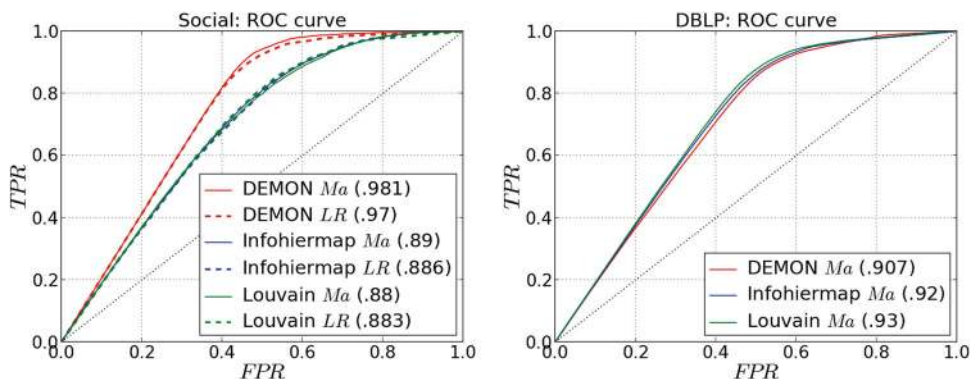 Social: ROC curve
1.0
0.8
0.6
0.4
0.2
0.0
TPR
DEMON Ma (.981)
DEMON LR (.97)
Infohiermap Ma (.89)
Infohiermap LR (.886)
Louvain Ma (.88)
Louvain LR (.883)
0.0 0.2 0.4 0.6 0.8 1.0
FPR
DBLP: ROC curve
1.0
0.8
0.6
0.4
0.2
0.0
TPR
DEMON Ma (.907)
Infohiermap Ma (.92)
Louvain Ma (.93)
0.0 0.2 0.4 0.6 0.8 1.0
FPR